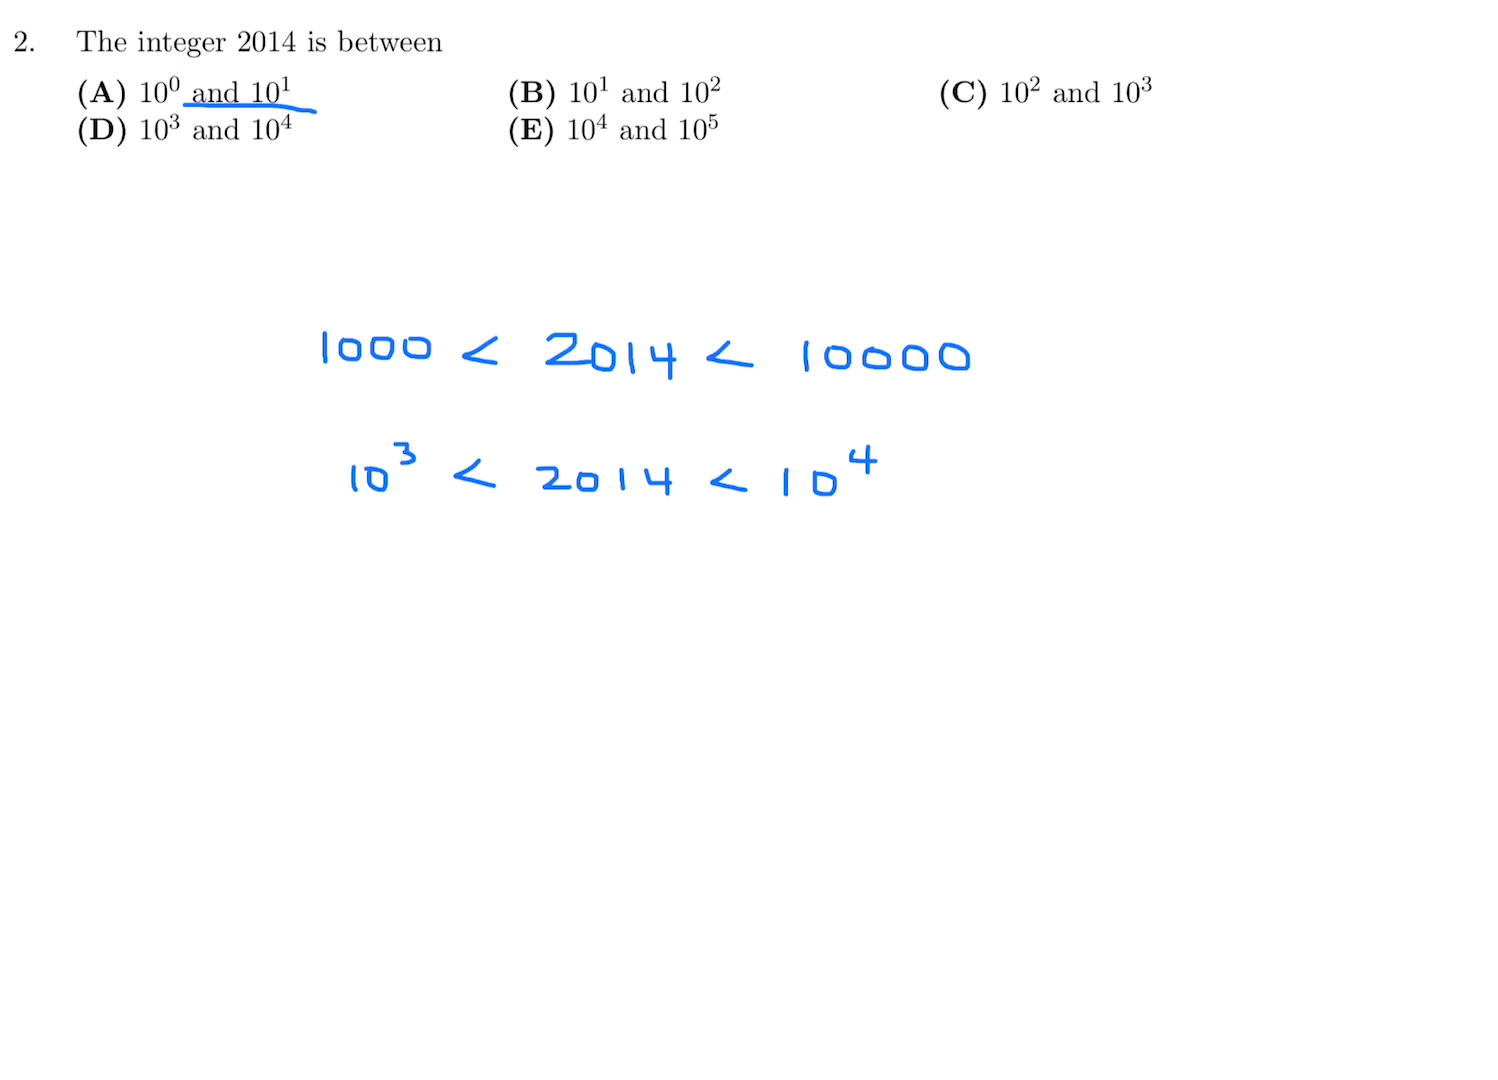 2. The integer 2014 is between
(A) 10⁰ and 10¹ (B) 10¹ and 10² (C) 10² and 10³
(D) 10³ and 10⁴ (E) 10⁴ and 10⁵
1000 < 2014 < 10000
10³ < 2014 < 10⁴